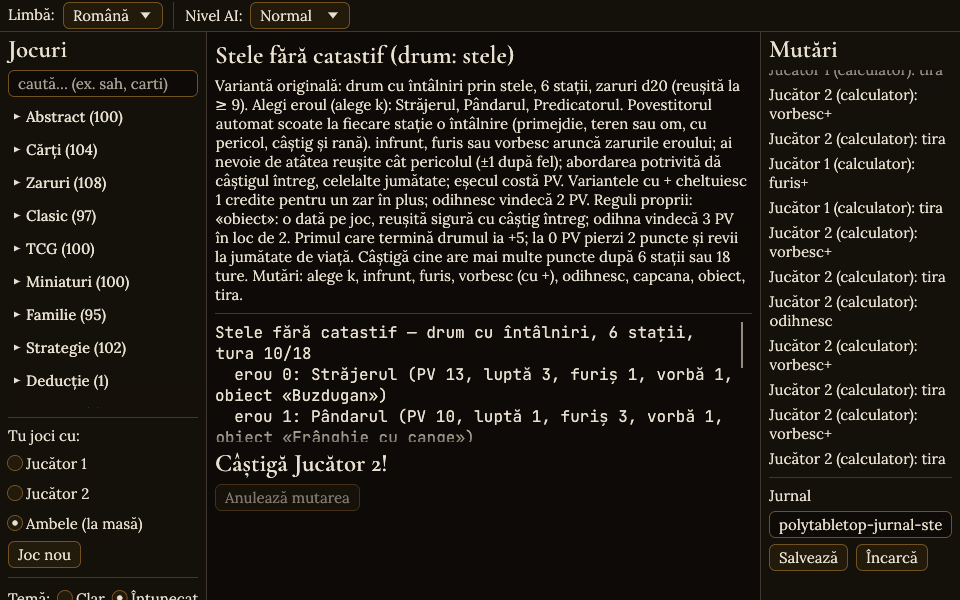 Limbă: Română ▼ Nivel AI: Normal ▼
Jocuri
caută... (ex. sah, carti)
▸ Abstract (100)
▸ Cărți (104)
▸ Zaruri (108)
▸ Clasic (97)
▸ TCG (100)
▸ Miniaturi (100)
▸ Familie (95)
▸ Strategie (102)
▸ Deducție (1)
Tu joci cu:
Jucător 1
Jucător 2
Ambele (la masă)
Joc nou
Temă: Clar Întunecat
Stele fără catastif (drum: stele)
Variantă originală: drum cu întâlniri prin stele, 6 stații, zaruri d20 (reușită la
≥ 9). Alegi eroul (alege k): Străjerul, Pândarul, Predicatorul. Povestitorul
automat scoate la fiecare stație o întâlnire (primejdie, teren sau om, cu
pericol, câștig și rană). infrunt, furis sau vorbesc aruncă zarurile eroului; ai
nevoie de atâtea reușite cât pericolul (±1 după fel); abordarea potrivită dă
câștigul întreg, celelalte jumătate; eșecul costă PV. Variantele cu + cheltuiesc
1 credite pentru un zar în plus; odihnesc vindecă 2 PV. Reguli proprii:
«obiect»: o dată pe joc, reușită sigură cu câștig întreg; odihna vindecă 3 PV
în loc de 2. Primul care termină drumul ia +5; la 0 PV pierzi 2 puncte și revii
la jumătate de viață. Câștigă cine are mai multe puncte după 6 stații sau 18
ture. Mutări: alege k, infrunt, furis, vorbesc (cu +), odihnesc, capcana, obiect,
tira.
Stele fără catastif — drum cu întâlniri, 6 stații,
tura 10/18
erou 0: Străjerul (PV 13, luptă 3, furiș 1, vorbă 1,
obiect «Buzdugan»)
erou 1: Pândarul (PV 10, luptă 1, furiș 3, vorbă 1,
obiect «Frânghie cu cange»)
Câștigă Jucător 2!
Anulează mutarea
Mutări
Jucător 1 (calculator): tira
Jucător 2 (calculator):
vorbesc+
Jucător 2 (calculator): tira
Jucător 1 (calculator):
furis+
Jucător 1 (calculator): tira
Jucător 2 (calculator):
vorbesc+
Jucător 2 (calculator): tira
Jucător 2 (calculator):
odihnesc
Jucător 2 (calculator):
vorbesc+
Jucător 2 (calculator): tira
Jucător 2 (calculator):
vorbesc+
Jucător 2 (calculator): tira
Jurnal
polytabletop-jurnal-ste
Salvează Încarcă